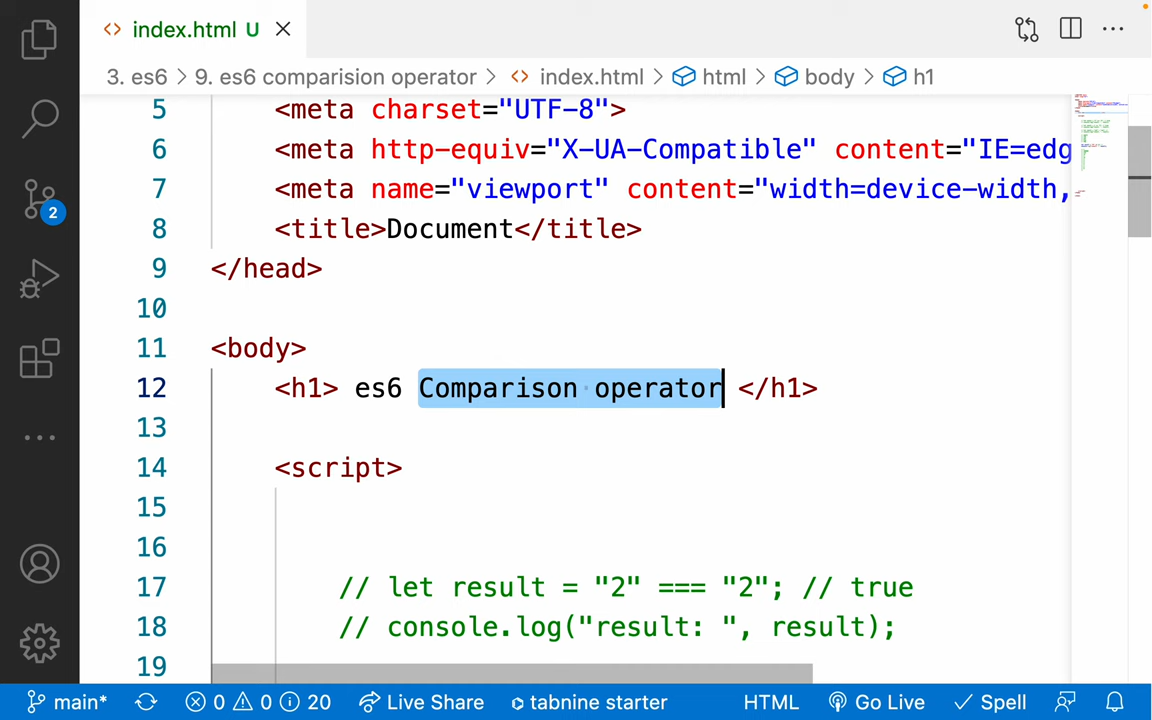 index.html U
3. es6 > 9. es6 comparision operator > index.html > html > body > h1
5 <meta charset="UTF-8">
6 <meta http-equiv="X-UA-Compatible" content="IE=edg
7 <meta name="viewport" content="width=device-width,
8 <title>Document</title>
9 </head>
10
11 <body>
12 <h1> es6 Comparison operator </h1>
13
14 <script>
15
16
17 // let result = "2" === "2"; // true
18 // console.log("result: ", result);
19
2
main* 0 0 20 Live Share tabnine starter HTML Go Live Spell